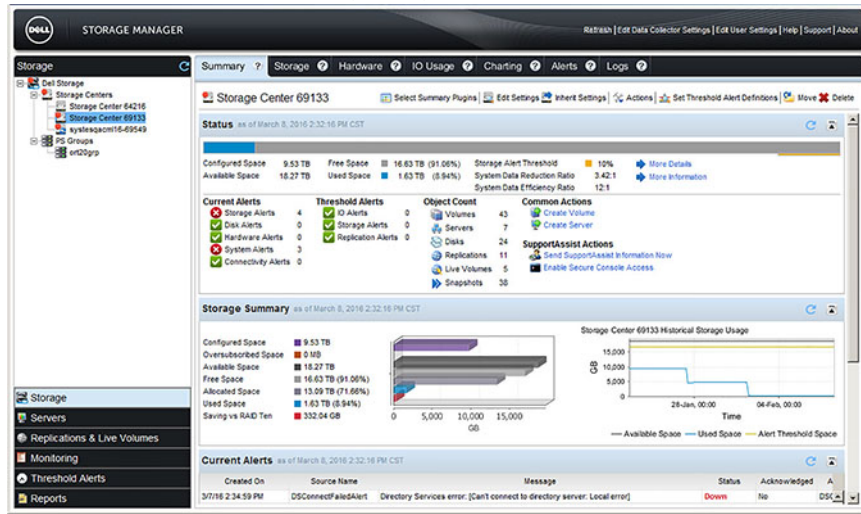 DELL STORAGE MANAGER
Refresh | Edit Data Collector Settings | Edit User Settings | Help | Support | About
Storage
Dell Storage
Storage Centers
Storage Center 64216
Storage Center 69133
systesqacml16-69549
PS Groups
ort20grp
Storage
Servers
Replications & Live Volumes
Monitoring
Threshold Alerts
Reports
Summary ? Storage ? Hardware ? IO Usage ? Charting ? Alerts ? Logs ?
Storage Center 69133 Select Summary Plugins | Edit Settings Inherit Settings | Actions | Set Threshold Alert Definitions | Move Delete
Status as of March 8, 2016 2:32:16 PM CST
Configured Space 9.53 TB Free Space 16.63 TB (91.06%) Storage Alert Threshold 10% More Details
Available Space 18.27 TB Used Space 1.63 TB (8.94%) System Data Reduction Ratio 3.42:1 More Information
System Data Efficiency Ratio 12:1
Current Alerts Threshold Alerts Object Count Common Actions
Storage Alerts 4 IO Alerts 0 Volumes 43 Create Volume
Disk Alerts 0 Storage Alerts 0 Servers 7 Create Server
Hardware Alerts 0 Replication Alerts 0 Disks 24 SupportAssist Actions
System Alerts 3 Replications 11 Send SupportAssist Information Now
Connectivity Alerts 0 Live Volumes 5 Enable Secure Console Access
Snapshots 38
Storage Summary as of March 8, 2016 2:32:16 PM CST
Configured Space 9.53 TB
Oversubscribed Space 0 MB
Available Space 18.27 TB
Free Space 16.63 TB (91.06%)
Allocated Space 13.09 TB (71.66%)
Used Space 1.63 TB (8.94%)
Saving vs RAID Ten 332.04 GB
0 5,000 10,000 15,000
GB
Storage Center 69133 Historical Storage Usage
15,000
10,000
5,000
0
GB
28-Jan, 00:00 04-Feb, 00:00
Time
Available Space Used Space Alert Threshold Space
Current Alerts as of March 8, 2016 2:32:16 PM CST
Created On Source Name Message Status Acknowledged A
3/7/16 2:34:59 PM DSConnectFailedAlert Directory Services error: [Can't connect to directory server: Local error] Down No DSC